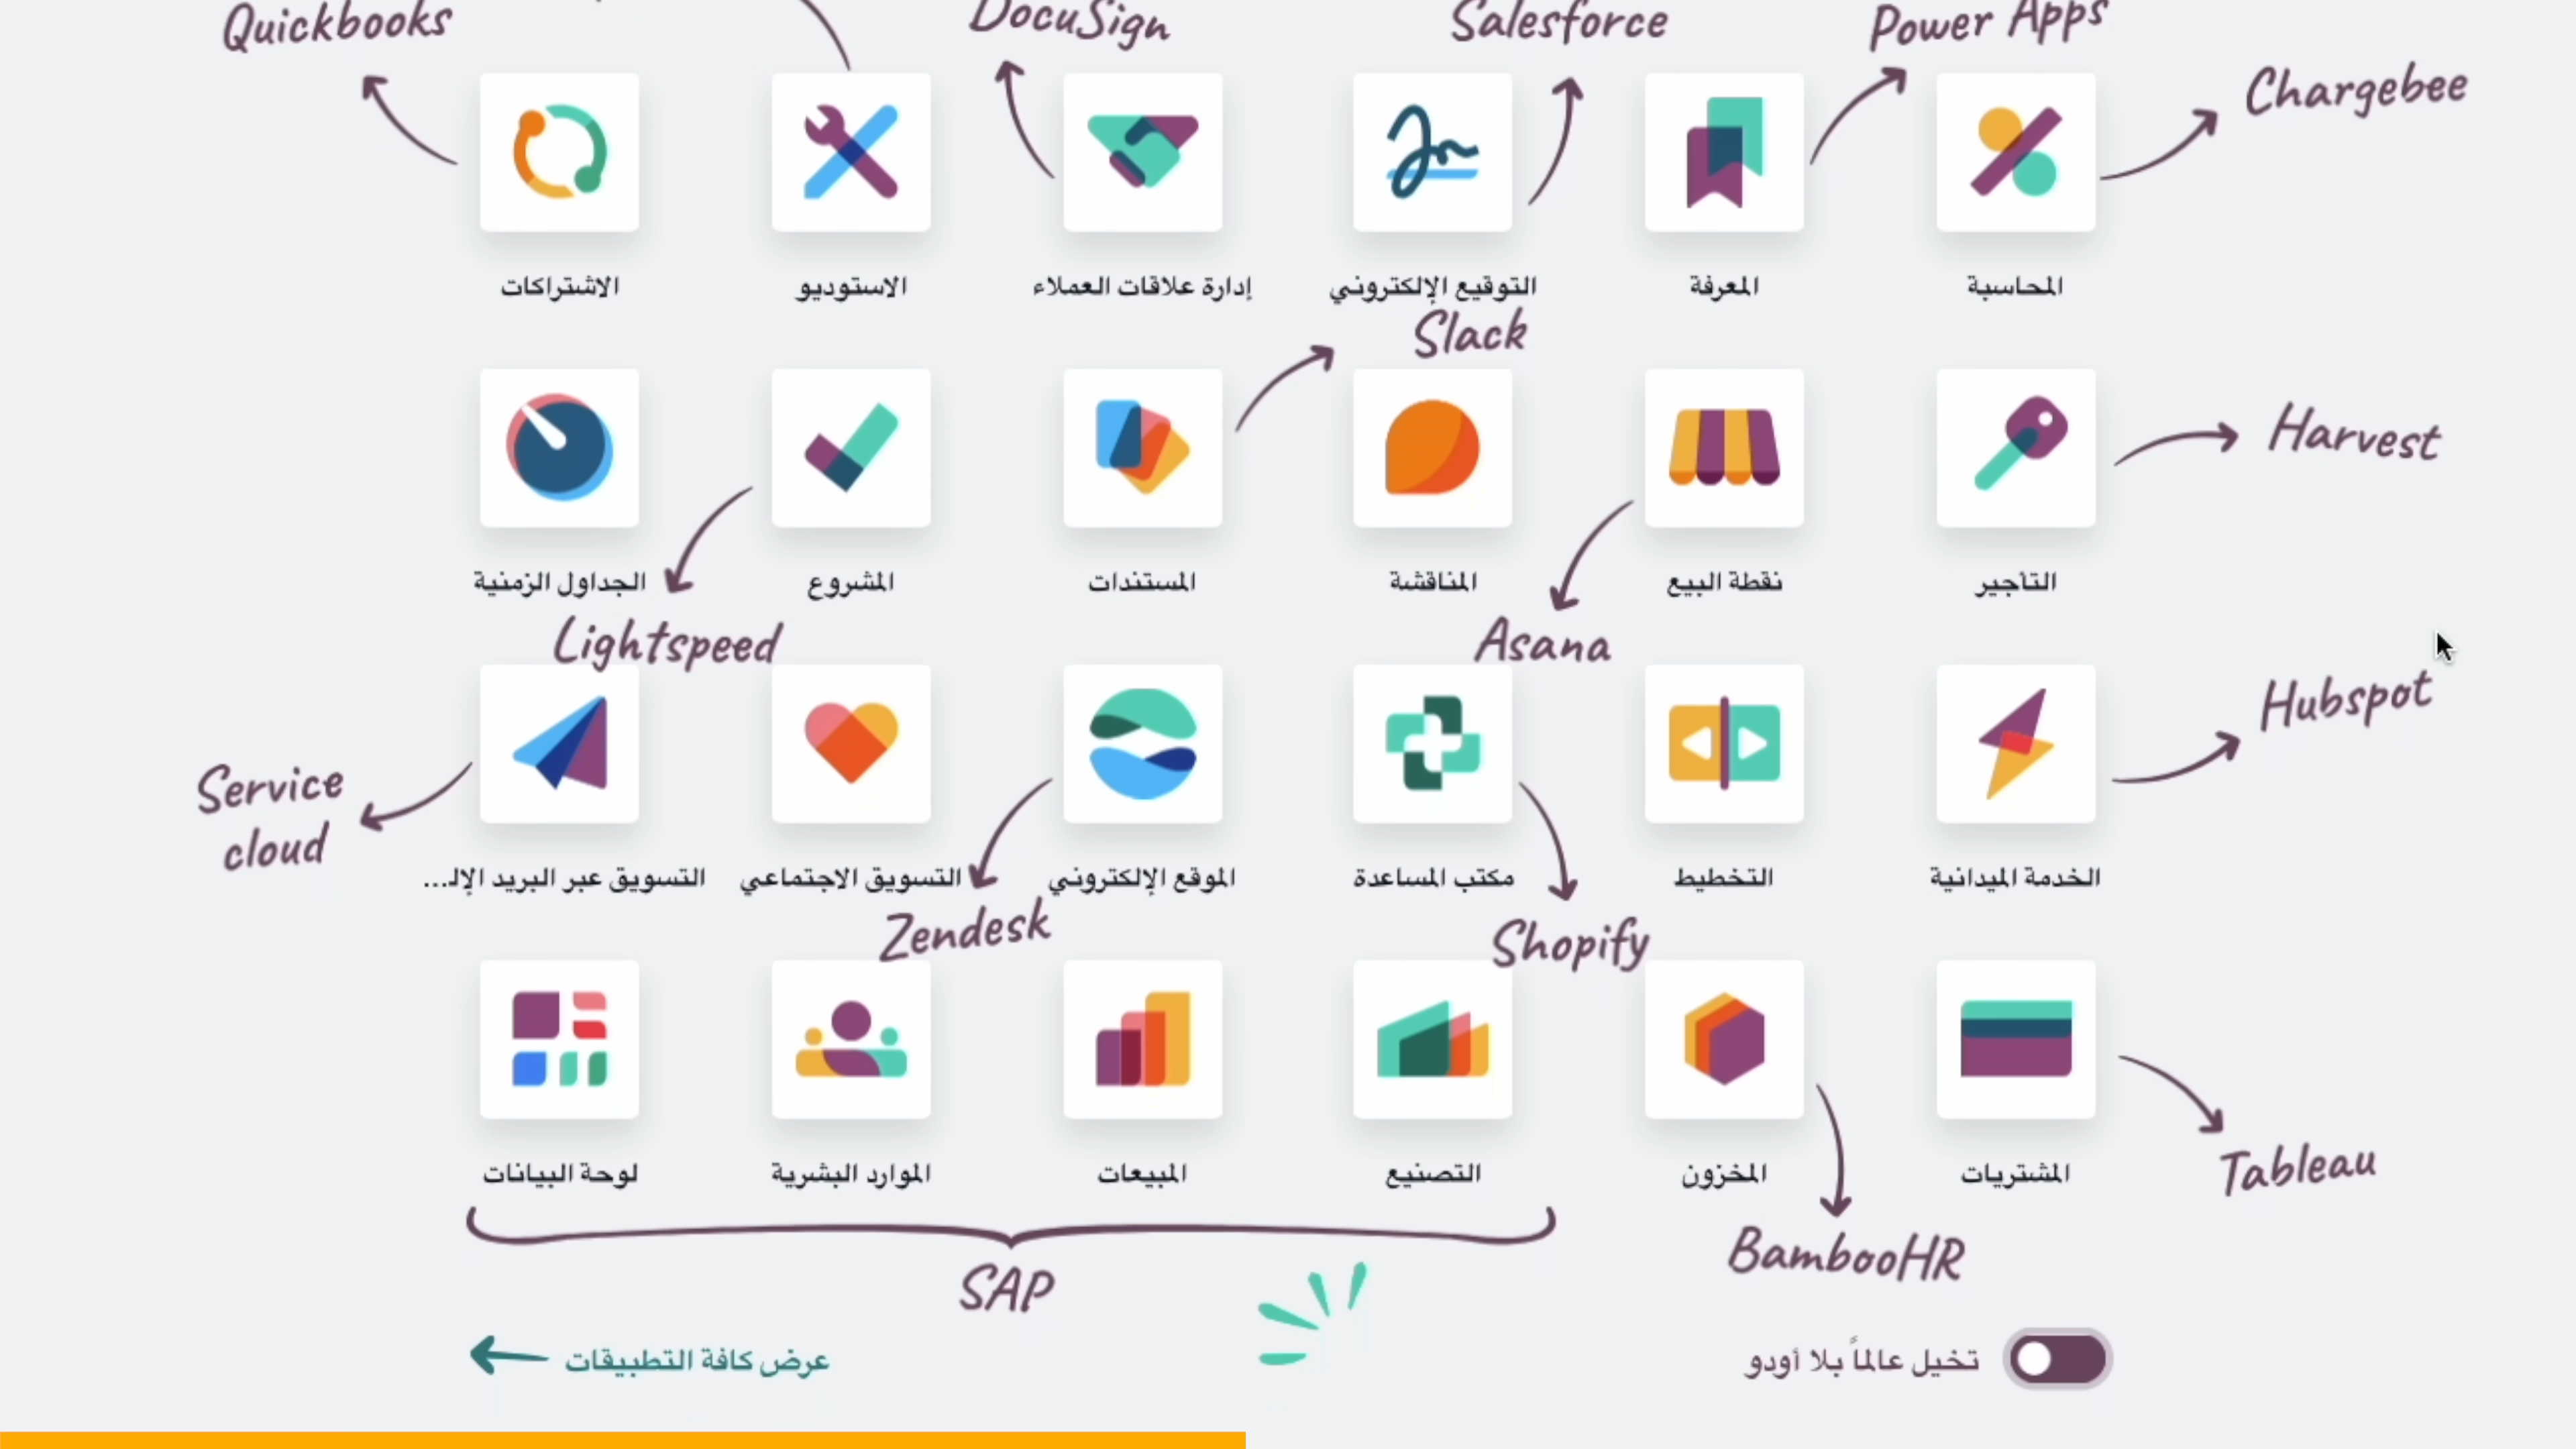 Quickbooks
DocuSign
Salesforce
Power Apps
Chargebee
المحاسبة
المعرفة
التوقيع الإلكتروني
إدارة علاقات العملاء
الاستوديو
الاشتراكات
Slack
Harvest
التأجير
نقطة البيع
المناقشة
المستندات
المشروع
الجداول الزمنية
Lightspeed
Asana
Hubspot
Service
cloud
الخدمة الميدانية
التخطيط
مكتب المساعدة
الموقع الإلكتروني
التسويق الاجتماعي
التسويق عبر البريد الإلـ...
Zendesk
Shopify
المشتريات
المخزون
التصنيع
المبيعات
الموارد البشرية
لوحة البيانات
Tableau
BambooHR
SAP
تخيل عالماً بلا أودو
عرض كافة التطبيقات